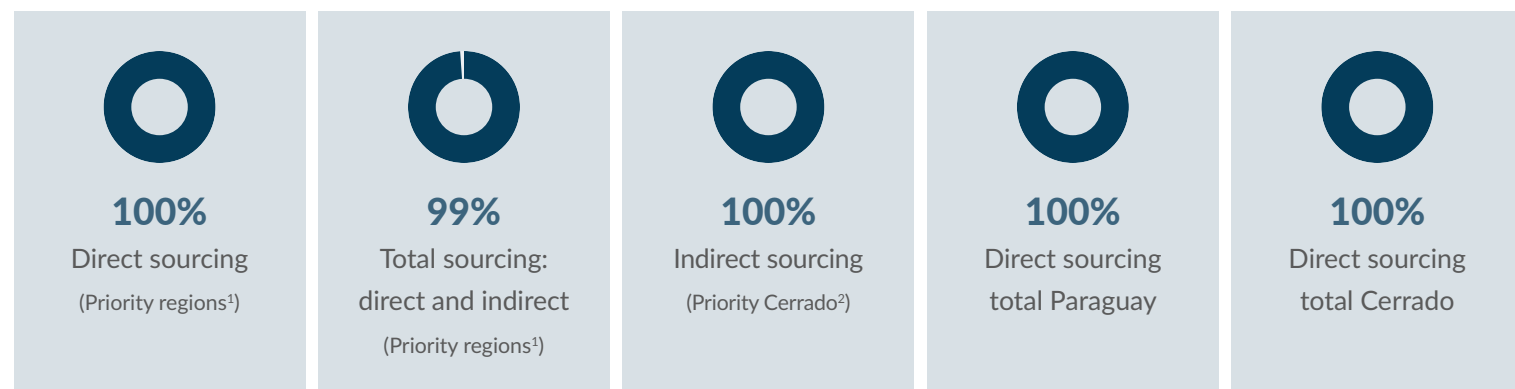 100%
Direct sourcing
(Priority regions¹)
99%
Total sourcing:
direct and indirect
(Priority regions¹)
100%
Indirect sourcing
(Priority Cerrado²)
100%
Direct sourcing
total Paraguay
100%
Direct sourcing
total Cerrado